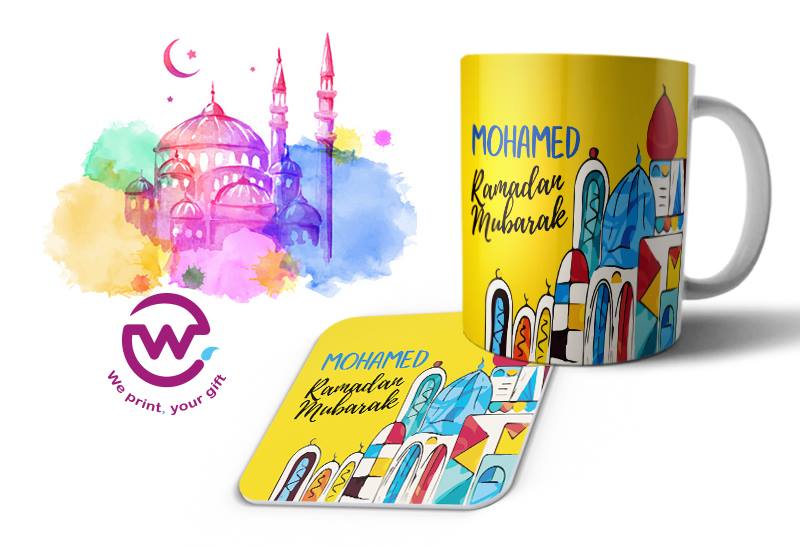 MOHAMED
Ramadan
Mubarak
MOHAMED
Ramadan
Mubarak
W
We print, your gift